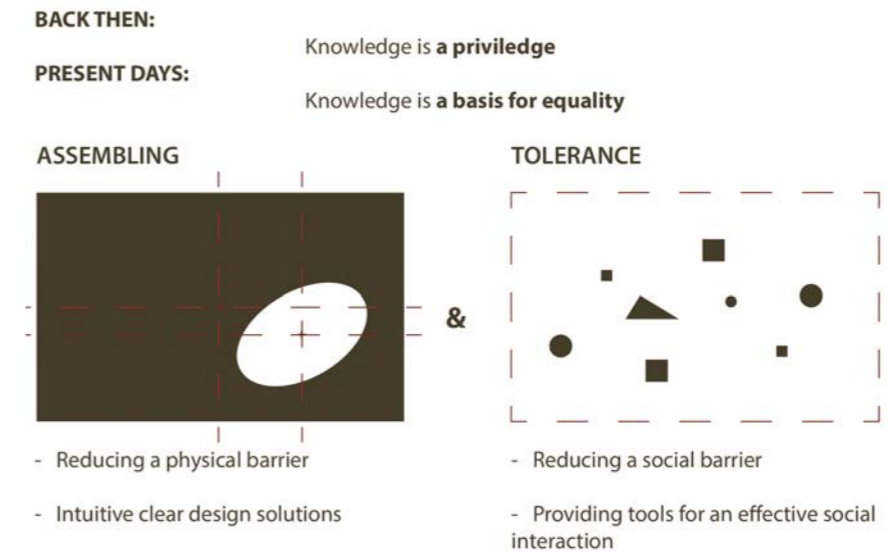 BACK THEN:
Knowledge is a priviledge
PRESENT DAYS:
Knowledge is a basis for equality
ASSEMBLING
&
TOLERANCE
- Reducing a physical barrier
- Intuitive clear design solutions
- Reducing a social barrier
- Providing tools for an effective social
interaction